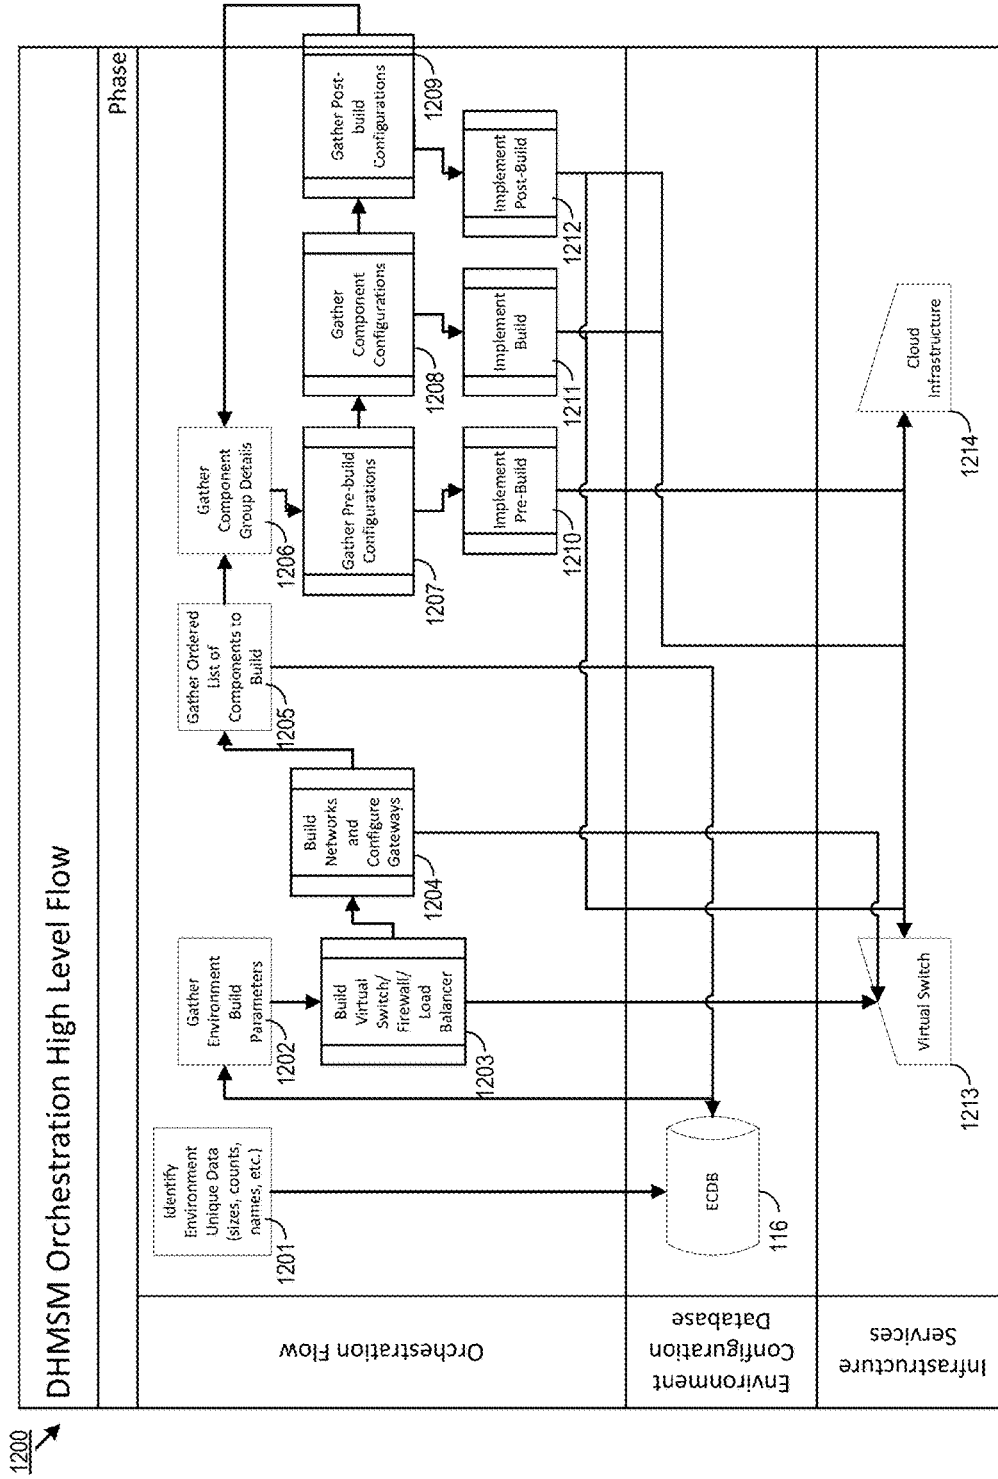 1200
DHMSM Orchestration High Level Flow
Phase
Orchestration Flow
Identify
Environment
Unique Data
(sizes, counts,
names, etc.)
1201
Gather
Environment
Build
Parameters
1202
Build
Virtual
Switch/
Firewall/
Load
Balancer
1203
Build
Networks
and
Configure
Gateways
1204
Gather Ordered
List of
Components to
Build
1205
Gather
Component
Group Details
1206
Gather Pre-build
Configurations
1207
Gather
Component
Configurations
1208
Gather Post-
build
Configurations
1209
Implement
Pre-Build
1210
Implement
Build
1211
Implement
Post-Build
1212
Environment
Configuration
Database
ECDB
116
Infrastructure
Services
Virtual Switch
1213
Cloud
Infrastructure
1214